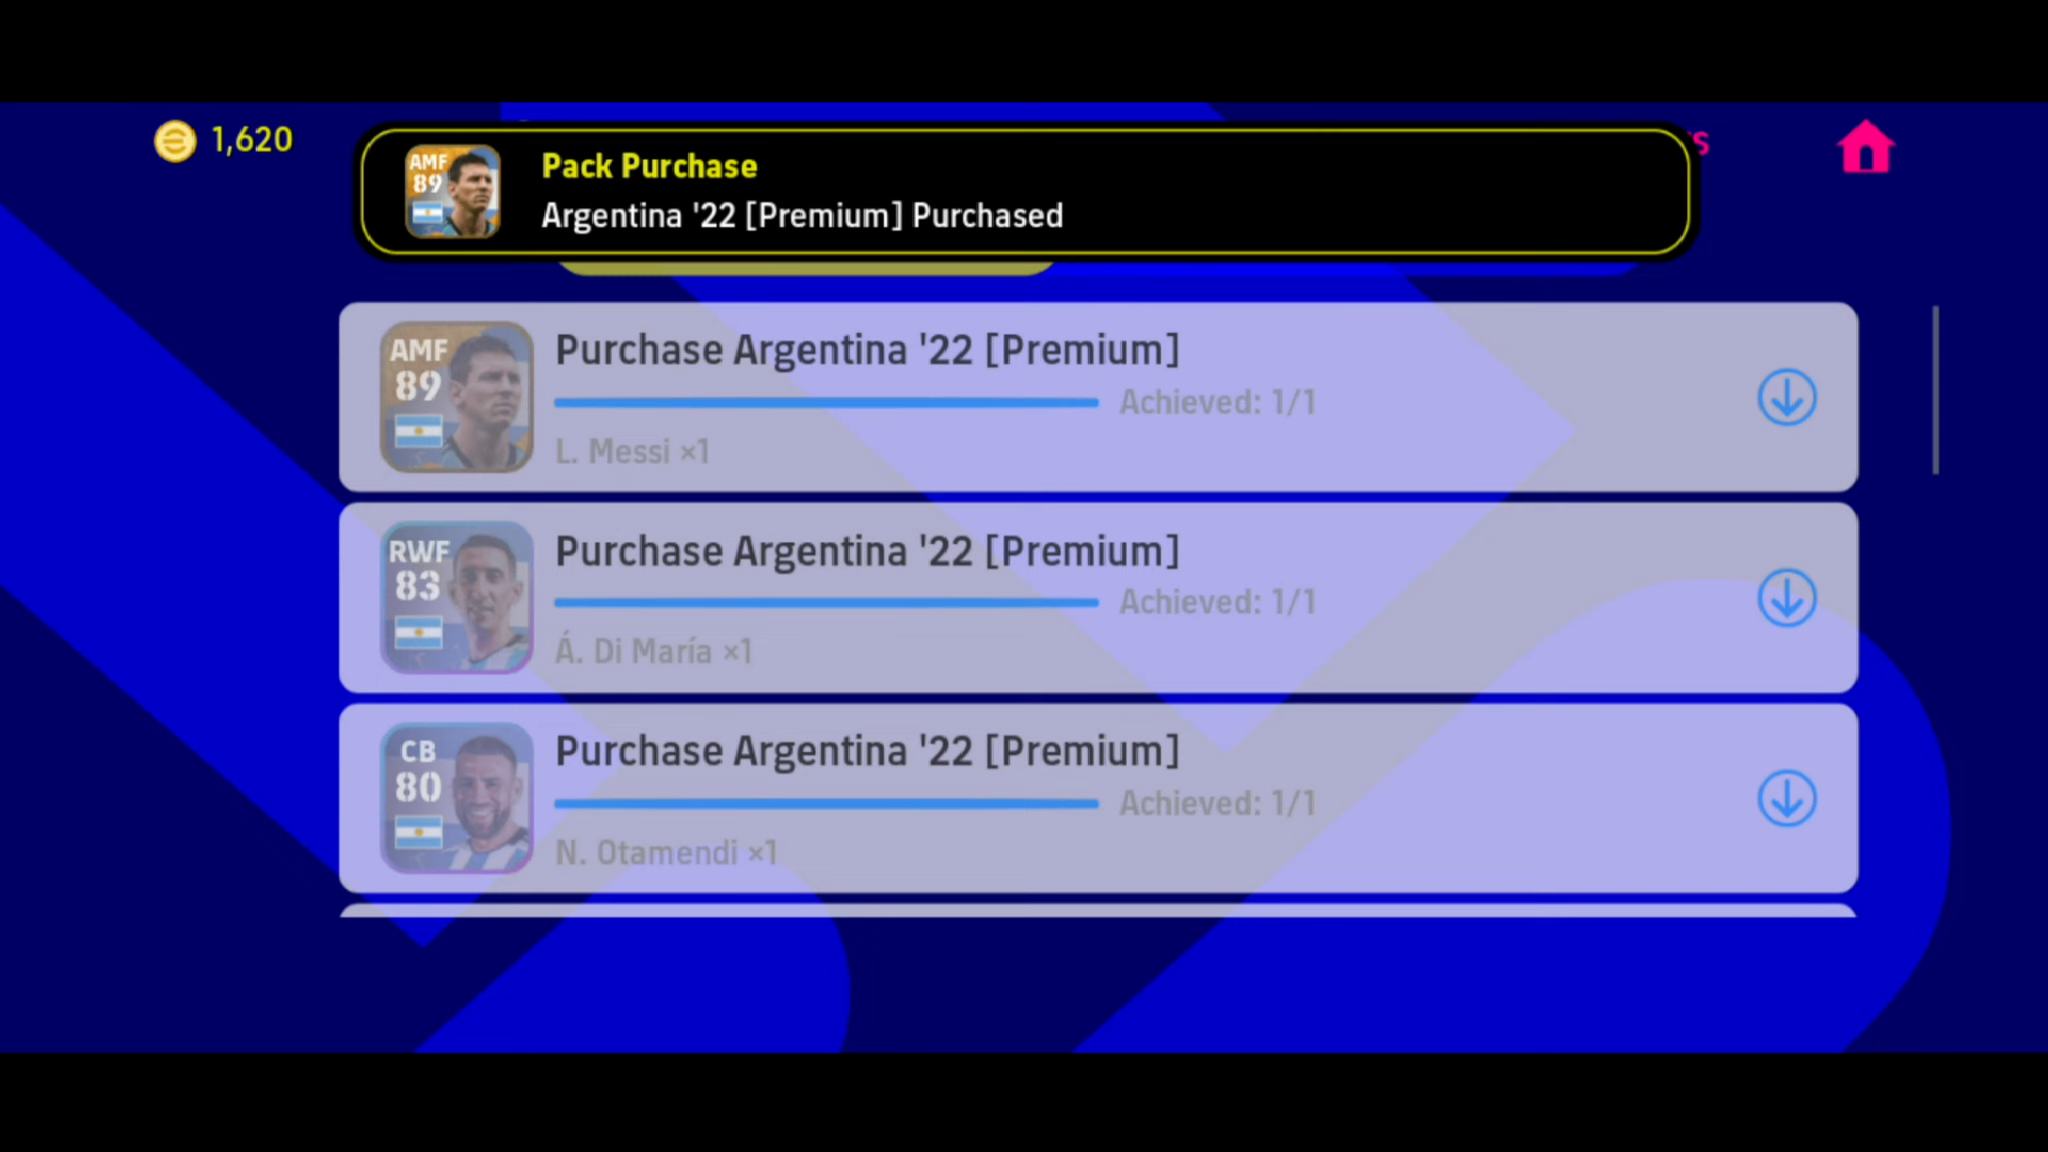 1,620
AMF
89
Pack Purchase
Argentina '22 [Premium] Purchased
AMF
89
Purchase Argentina '22 [Premium]
Achieved: 1/1
L. Messi ×1
RWF
83
Purchase Argentina '22 [Premium]
Achieved: 1/1
Á. Di María ×1
CB
80
Purchase Argentina '22 [Premium]
Achieved: 1/1
N. Otamendi ×1